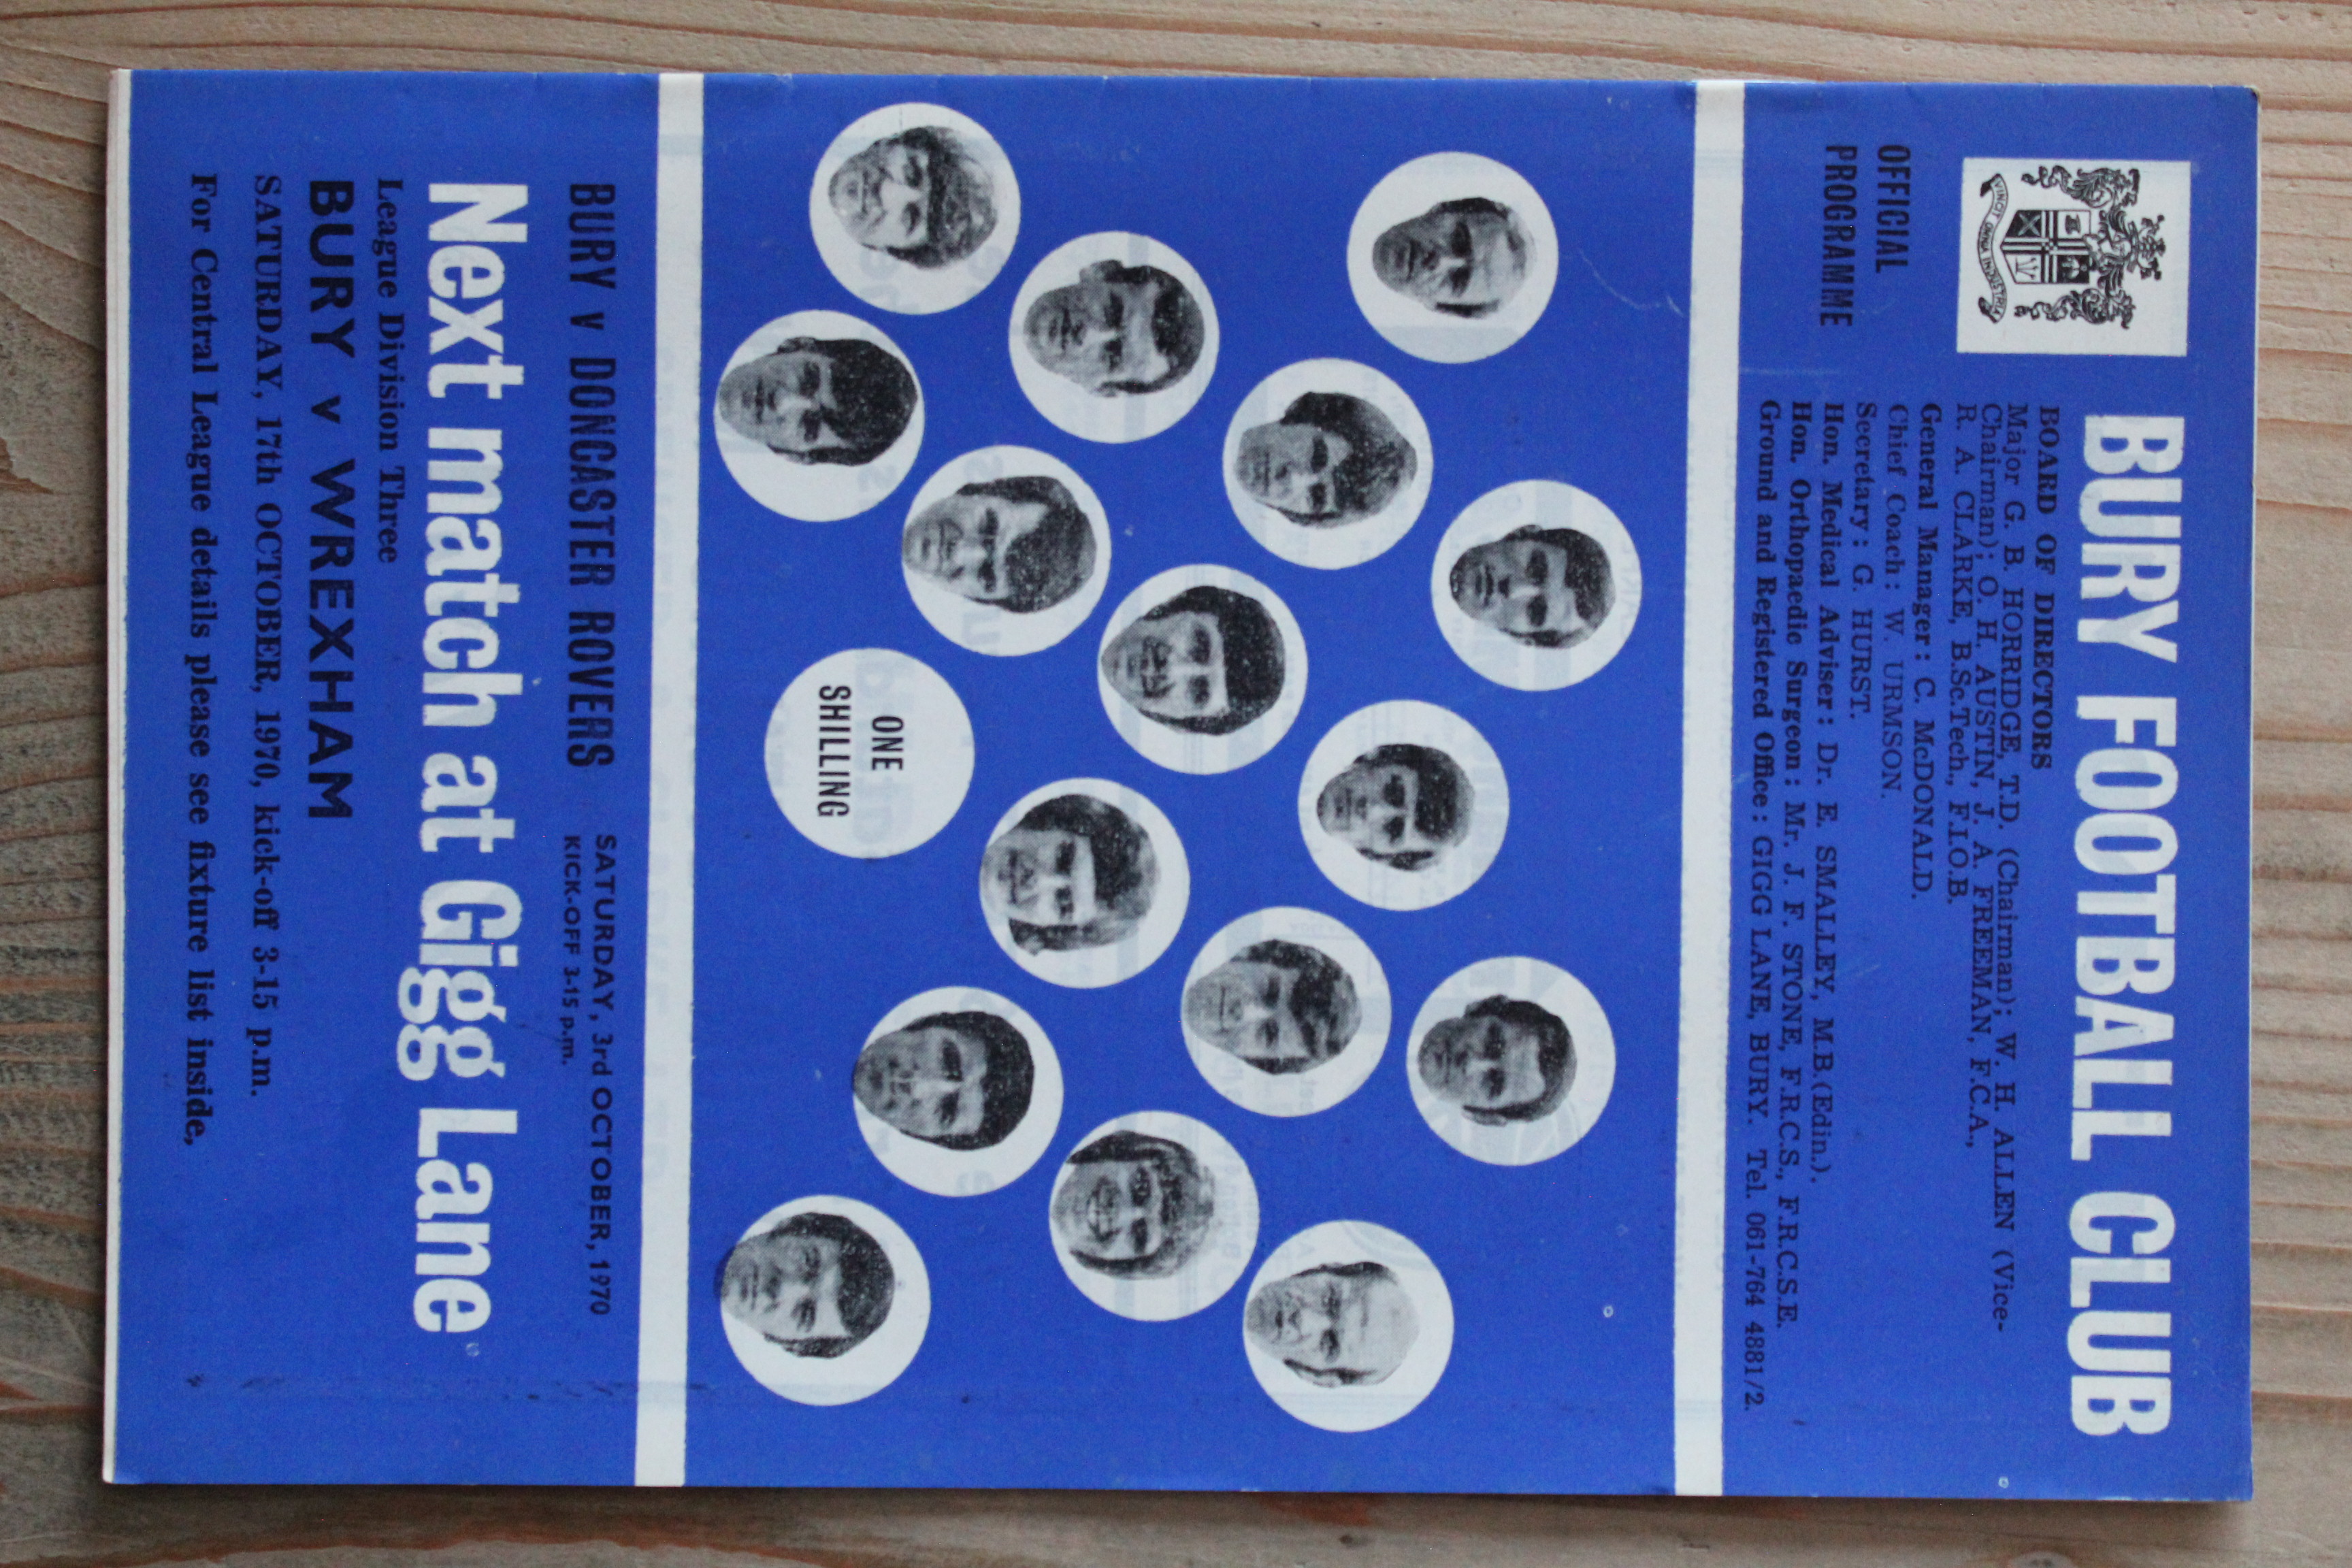 VINCIT OMNIA INDUSTRIA
BURY FOOTBALL CLUB
OFFICIAL
PROGRAMME
BOARD OF DIRECTORS
Major G. B. HORRIDGE, T.D. (Chairman); W. H. ALLEN (Vice-
Chairman); O. H. AUSTIN, J. A. FREEMAN, F.C.A.,
R. A. CLARKE, B.Sc.Tech., F.I.O.B.
General Manager: C. McDONALD.
Chief Coach: W. URMSON.
Secretary: G. HURST.
Hon. Medical Adviser: Dr. E. SMALLEY, M.B.(Edin.).
Hon. Orthopaedic Surgeon: Mr. J. F. STONE, F.R.C.S., F.R.C.S.E.
Ground and Registered Office: GIGG LANE, BURY. Tel. 061-764 4881/2.
ONE
SHILLING
BURY v DONCASTER ROVERS
SATURDAY, 3rd OCTOBER, 1970
KICK-OFF 3-15 p.m.
Next match at Gigg Lane
League Division Three
BURY v WREXHAM
SATURDAY, 17th OCTOBER, 1970, kick-off 3-15 p.m.
For Central League details please see fixture list inside,